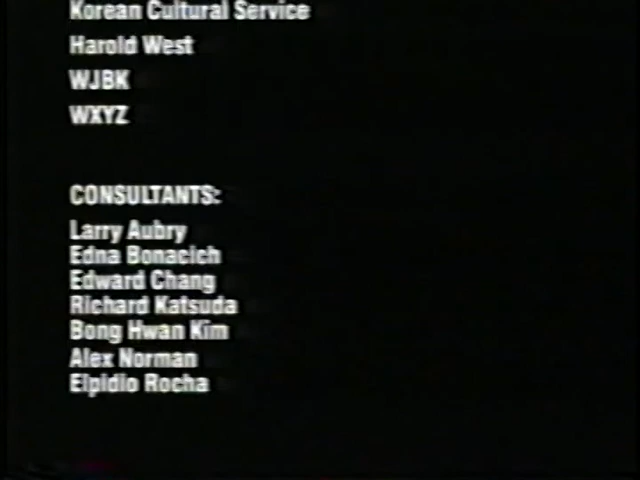 Korean Cultural Service
Harold West
WJBK
WXYZ
CONSULTANTS:
Larry Aubry
Edna Bonacich
Edward Chang
Richard Katsuda
Bong Hwan Kim
Alex Norman
Elpidio Rocha